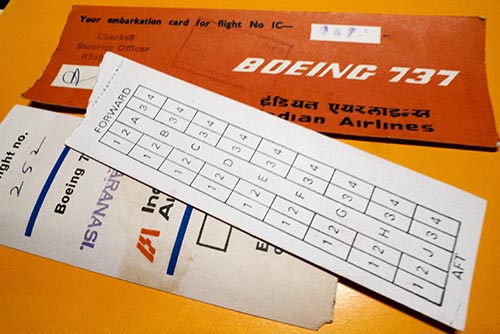 Your embarkation card for flight No IC—
Checked
Security Officer
BOEING 737
इंडियन एयरलाइन्स
Indian Airlines
FORWARD
3 4 3 4 3 4 3 4 3 4 3 4 3 4 3 4 3 4
A B C D E F G H J
1 2 1 2 1 2 1 2 1 2 1 2 1 2 1 2 1 2
AFT
ght no.
252
Boeing 7
ARANASI.
In
Ai
E